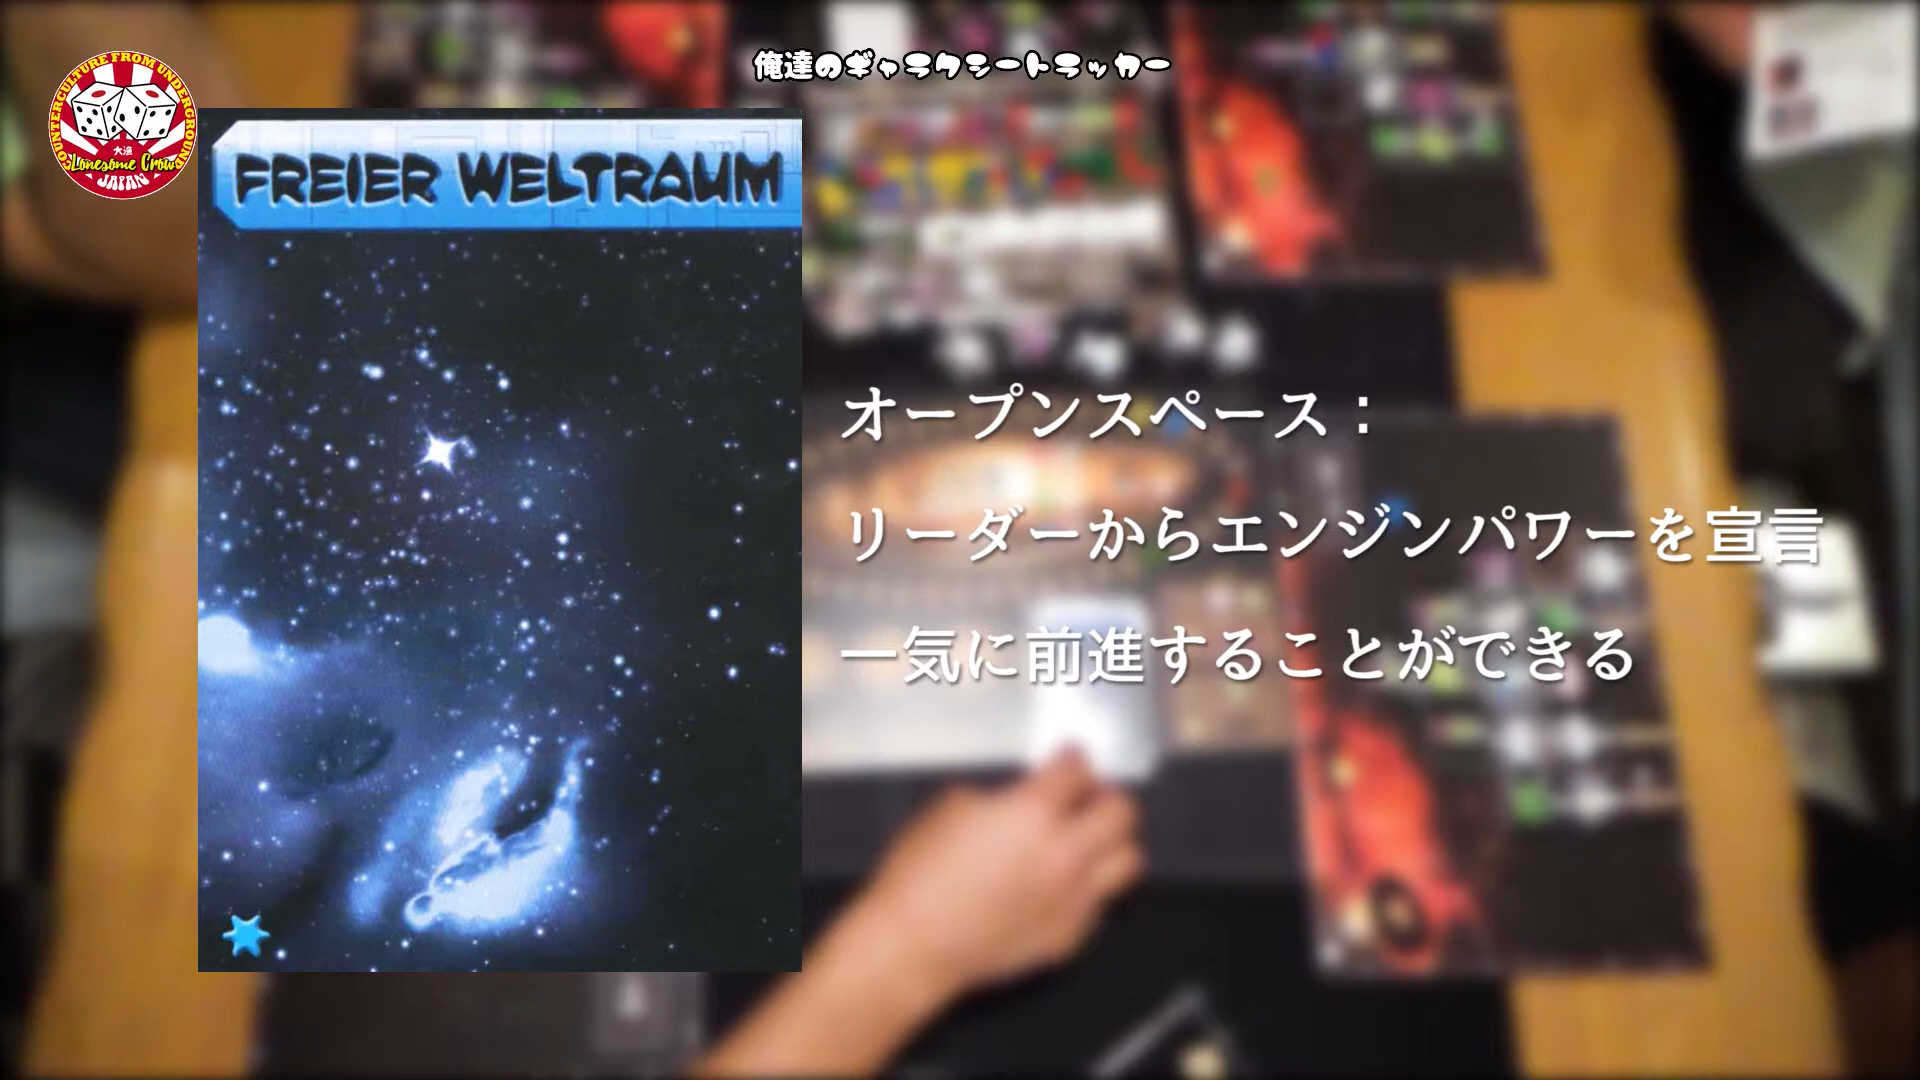 俺達のギャラクシートラッカー
COUNTERCULTURE FROM UNDERGROUND
大漁
Lonesome Crow
JAPAN
FREIER WELTRAUM
オープンスペース：
リーダーからエンジンパワーを宣言
一気に前進することができる